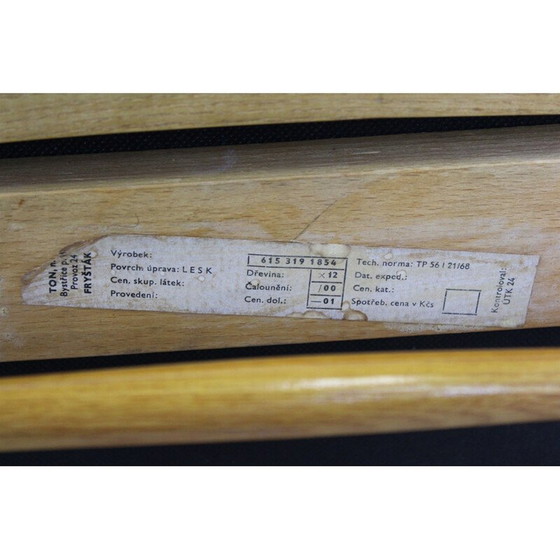 TON, n.
Bystřice p.
Provoz 24
FRYŠTÁK
Výrobek:
Povrch. úprava: LESK
Cen. skup. látek:
Provedení:
615 319 1854
Dřevina: ×12
Čalounění: /00
Cen. dol.: —01
Tech. norma: TP 56 / 21/68
Dat. exped.:
Cen. kat.:
Spotřeb. cena v Kčs
Kontroloval:
ÚTK 24